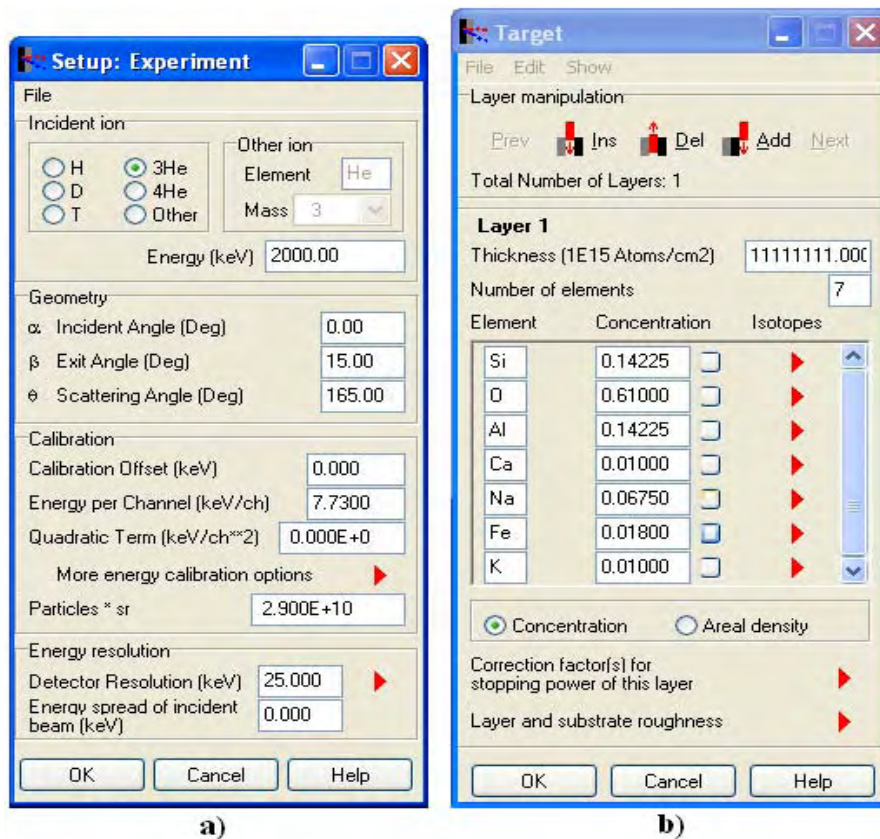 Setup: Experiment
File
Incident ion
H
3He
D
4He
T
Other
Other ion
Element He
Mass 3
Energy (keV) 2000.00
Geometry
α Incident Angle (Deg) 0.00
β Exit Angle (Deg) 15.00
θ Scattering Angle (Deg) 165.00
Calibration
Calibration Offset (keV) 0.000
Energy per Channel (keV/ch) 7.7300
Quadratic Term (keV/ch**2) 0.000E+0
More energy calibration options
Particles * sr 2.900E+10
Energy resolution
Detector Resolution (keV) 25.000
Energy spread of incident
beam (keV) 0.000
OK Cancel Help
a)
Target
File Edit Show
Layer manipulation
Prev Ins Del Add Next
Total Number of Layers: 1
Layer 1
Thickness (1E15 Atoms/cm2) 11111111.000
Number of elements 7
Element Concentration Isotopes
Si 0.14225
O 0.61000
Al 0.14225
Ca 0.01000
Na 0.06750
Fe 0.01800
K 0.01000
Concentration Areal density
Correction factor(s) for
stopping power of this layer
Layer and substrate roughness
OK Cancel Help
b)